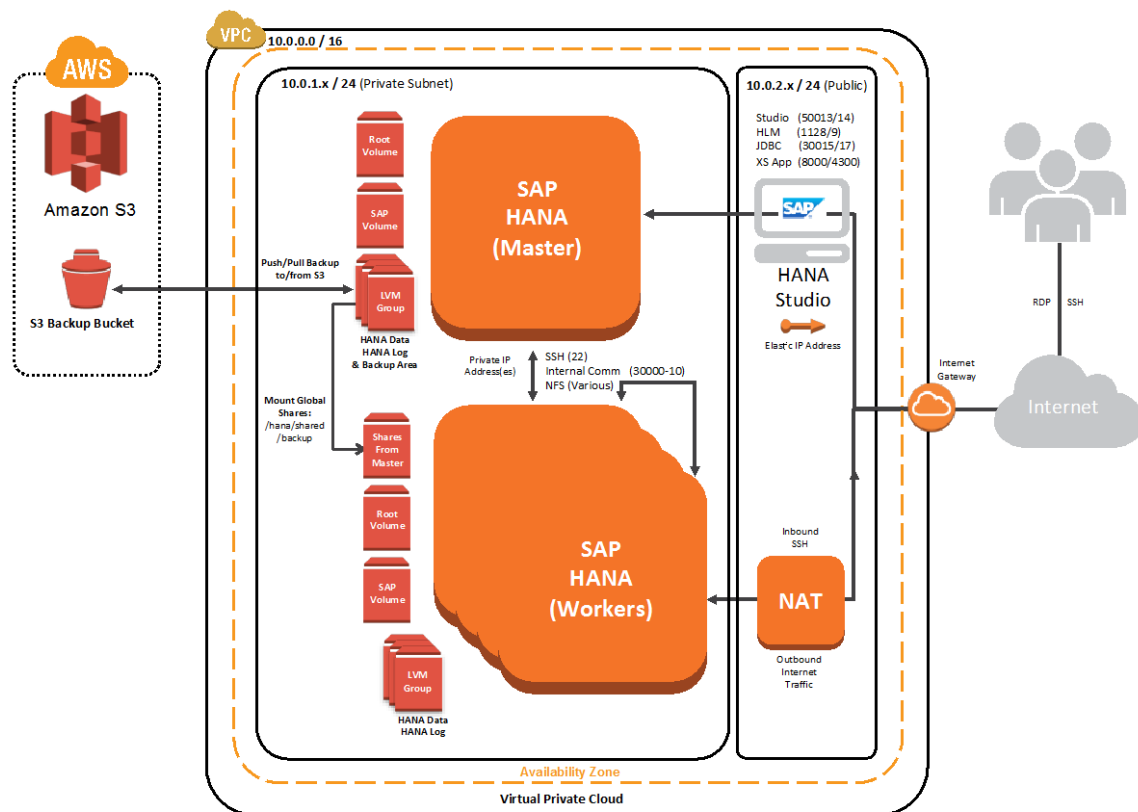 VPC
10.0.0.0 / 16
AWS
Amazon S3
S3 Backup Bucket
Push/Pull Backup
to/from S3
10.0.1.x / 24 (Private Subnet)
Root
Volume
SAP
Volume
LVM
Group
HANA Data
HANA Log
& Backup Area
SAP
HANA
(Master)
Private IP
Address(es)
SSH (22)
Internal Comm (30000-10)
NFS (Various)
Mount Global
Shares:
/hana/shared
/backup
Shares
From
Master
Root
Volume
SAP
Volume
LVM
Group
HANA Data
HANA Log
SAP
HANA
(Workers)
10.0.2.x / 24 (Public)
Studio (50013/14)
HLM (1128/9)
JDBC (30015/17)
XS App (8000/4300)
SAP
HANA
Studio
Elastic IP Address
Inbound
SSH
NAT
Outbound
Internet
Traffic
Internet
Gateway
RDP
SSH
Internet
Availability Zone
Virtual Private Cloud